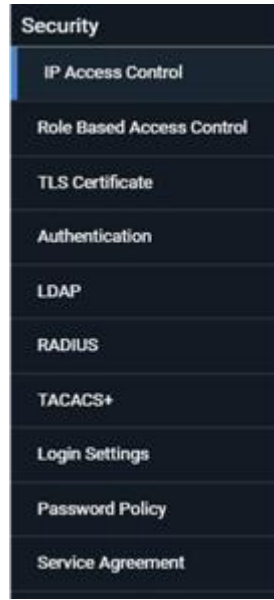 Security
IP Access Control
Role Based Access Control
TLS Certificate
Authentication
LDAP
RADIUS
TACACS+
Login Settings
Password Policy
Service Agreement